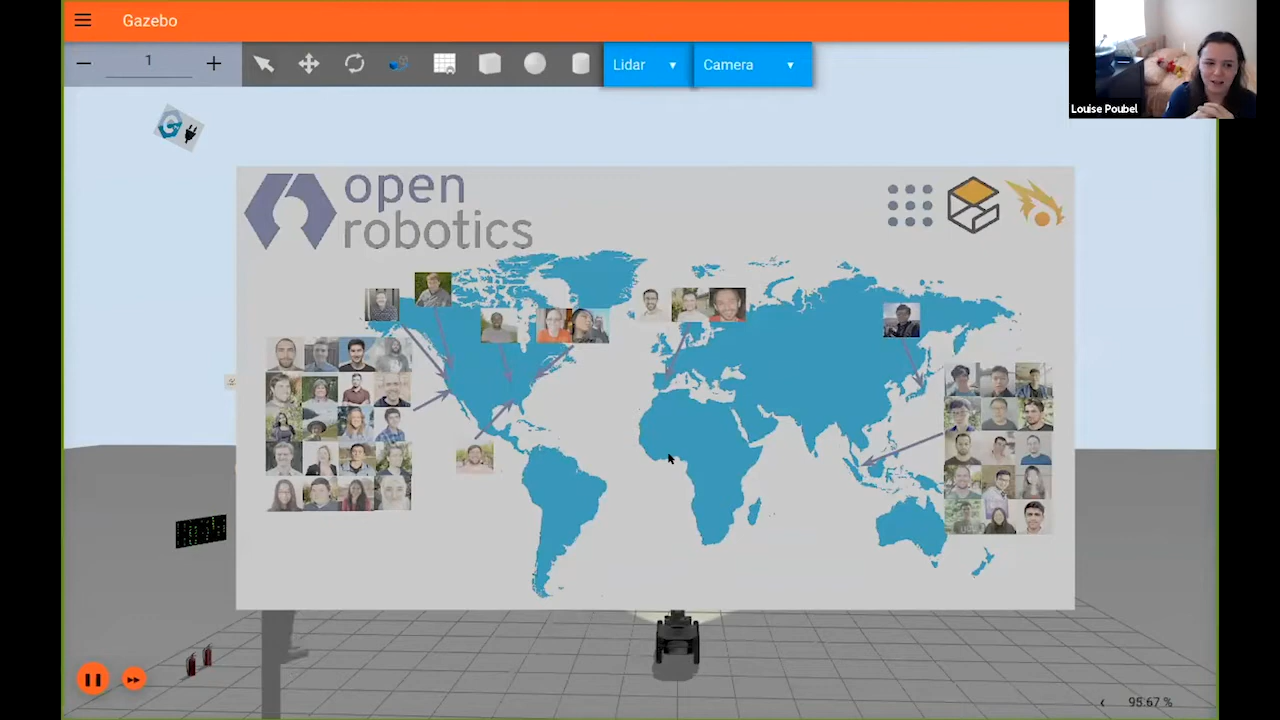 Gazebo
1
Lidar
Camera
Louise Poubel
open
robotics
95.67 %